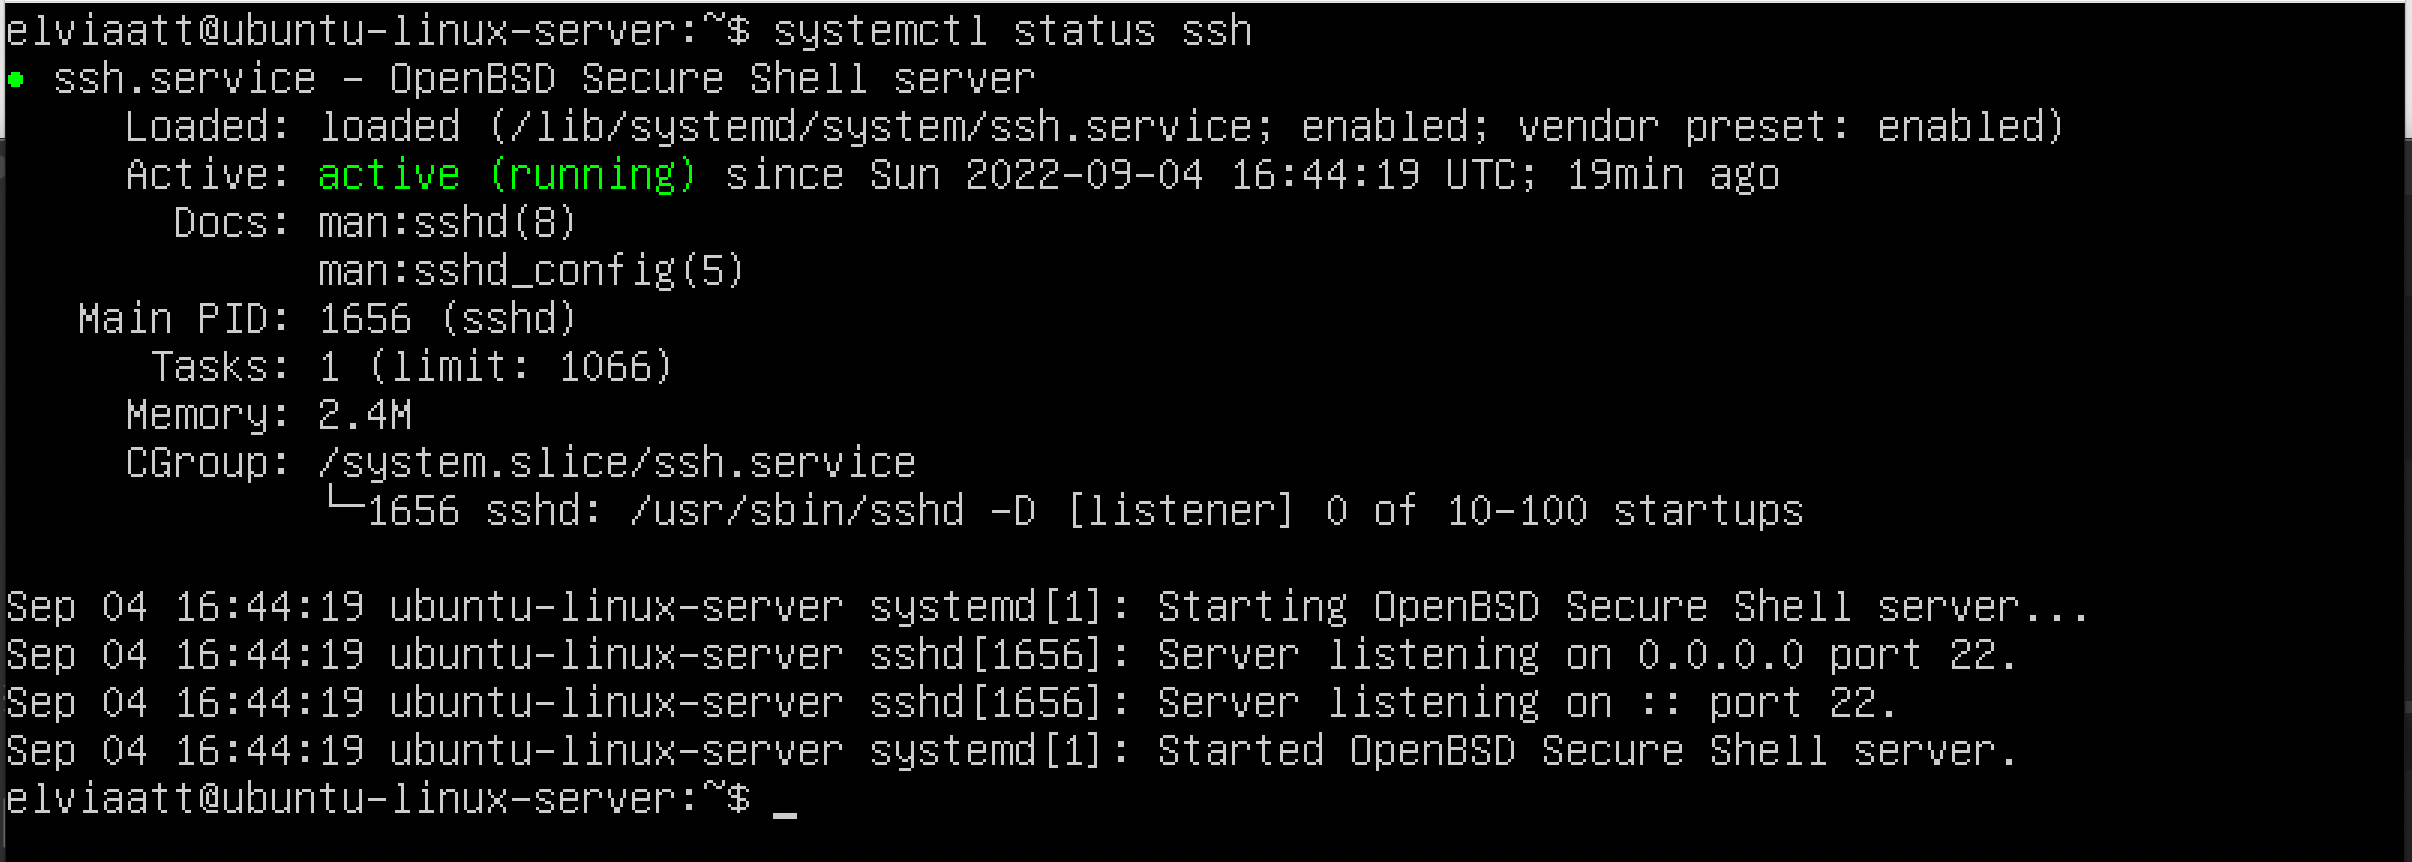 elviaatt@ubuntu-linux-server:~$ systemctl status ssh
● ssh.service - OpenBSD Secure Shell server
     Loaded: loaded (/lib/systemd/system/ssh.service; enabled; vendor preset: enabled)
     Active: active (running) since Sun 2022-09-04 16:44:19 UTC; 19min ago
       Docs: man:sshd(8)
             man:sshd_config(5)
   Main PID: 1656 (sshd)
      Tasks: 1 (limit: 1066)
     Memory: 2.4M
     CGroup: /system.slice/ssh.service
             └─1656 sshd: /usr/sbin/sshd -D [listener] 0 of 10-100 startups

Sep 04 16:44:19 ubuntu-linux-server systemd[1]: Starting OpenBSD Secure Shell server...
Sep 04 16:44:19 ubuntu-linux-server sshd[1656]: Server listening on 0.0.0.0 port 22.
Sep 04 16:44:19 ubuntu-linux-server sshd[1656]: Server listening on :: port 22.
Sep 04 16:44:19 ubuntu-linux-server systemd[1]: Started OpenBSD Secure Shell server.
elviaatt@ubuntu-linux-server:~$ _